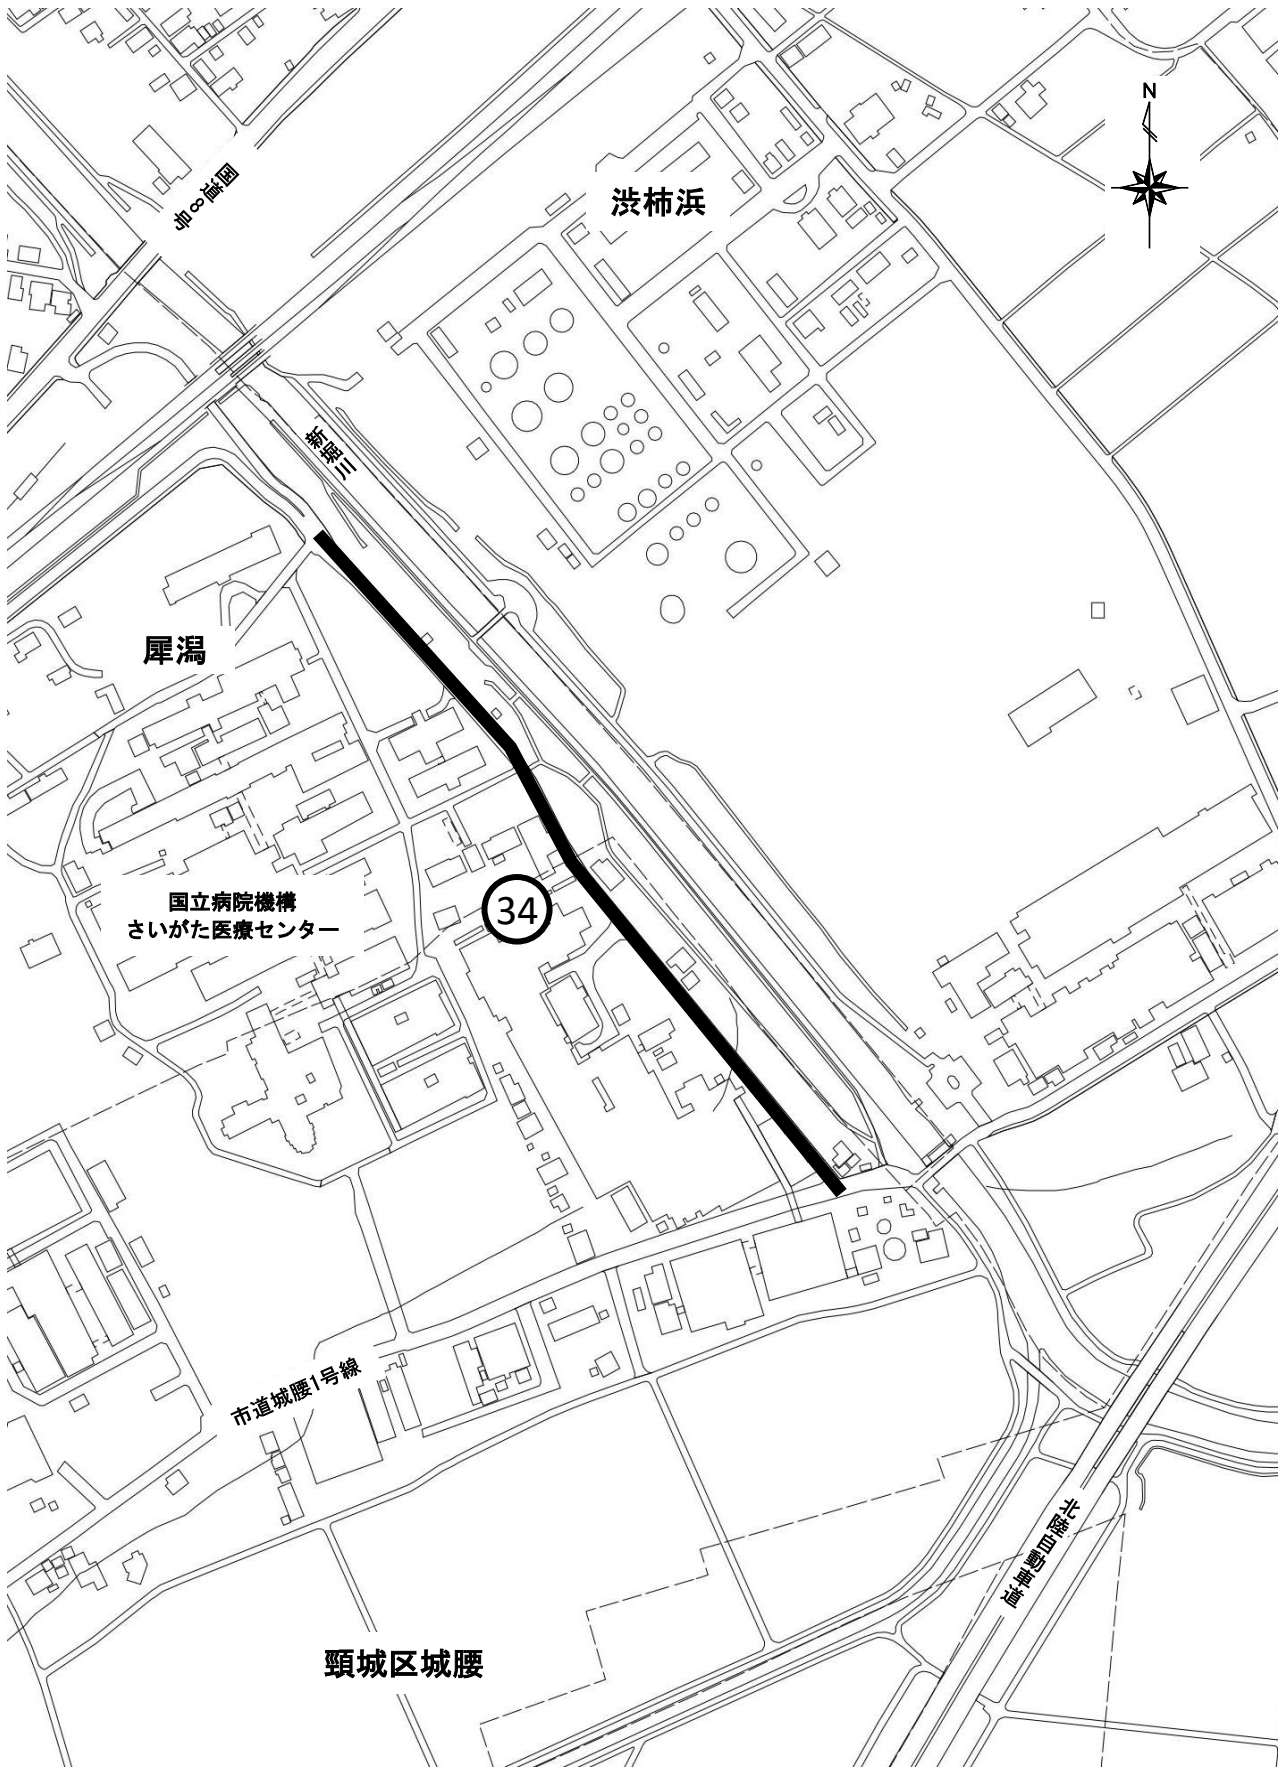 N
国道8号
渋柿浜
新堀川
犀潟
国立病院機構
さいがた医療センター
34
市道城腰1号線
北陸自動車道
頸城区城腰